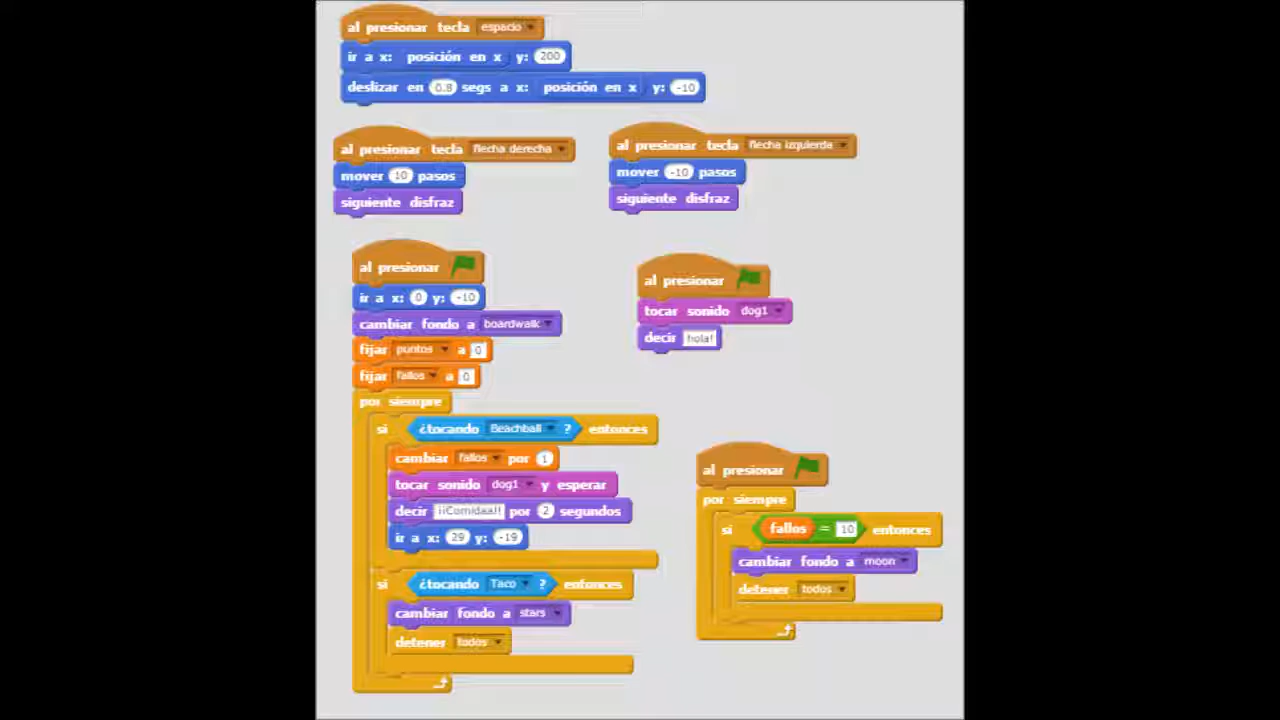 al presionar tecla espacio
ir a x: posición en x y: 200
deslizar en 0.8 segs a x: posición en x y: -10
al presionar tecla flecha derecha
mover 10 pasos
siguiente disfraz
al presionar tecla flecha izquierda
mover -10 pasos
siguiente disfraz
al presionar
ir a x: 0 y: -10
cambiar fondo a boardwalk
fijar puntos a 0
fijar fallos a 0
por siempre
si ¿tocando Beachball ? entonces
cambiar fallos por 1
tocar sonido dog1 y esperar
decir ¡¡Comidaa!! por 2 segundos
ir a x: 29 y: -19
si ¿tocando Taco ? entonces
cambiar fondo a stars
detener todos
al presionar
tocar sonido dog1
decir hola!
al presionar
por siempre
si fallos = 10 entonces
cambiar fondo a moon
detener todos